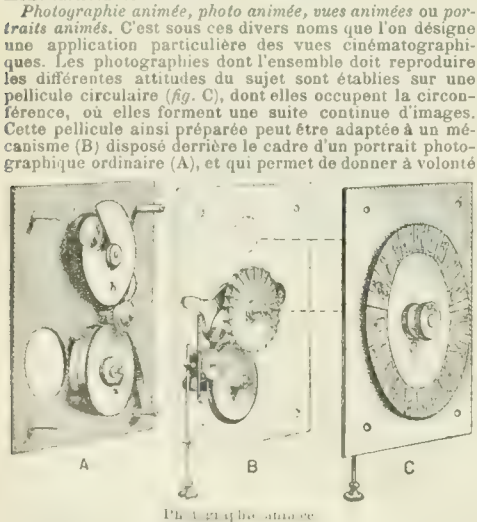 Photographie animée, photo animée, vues animées ou por-
traits animés. C'est sous ces divers noms que l'on désigne
une application particulière des vues cinématographi-
ques. Les photographies dont l'ensemble doit reproduire
les différentes attitudes du sujet sont établies sur une
pellicule circulaire (fig. C), dont elles occupent la circon-
férence, où elles forment une suite continue d'images.
Cette pellicule ainsi préparée peut être adaptée à un mé-
canisme (B) disposé derrière le cadre d'un portrait photo-
graphique ordinaire (A), et qui permet de donner à volonté
A B C